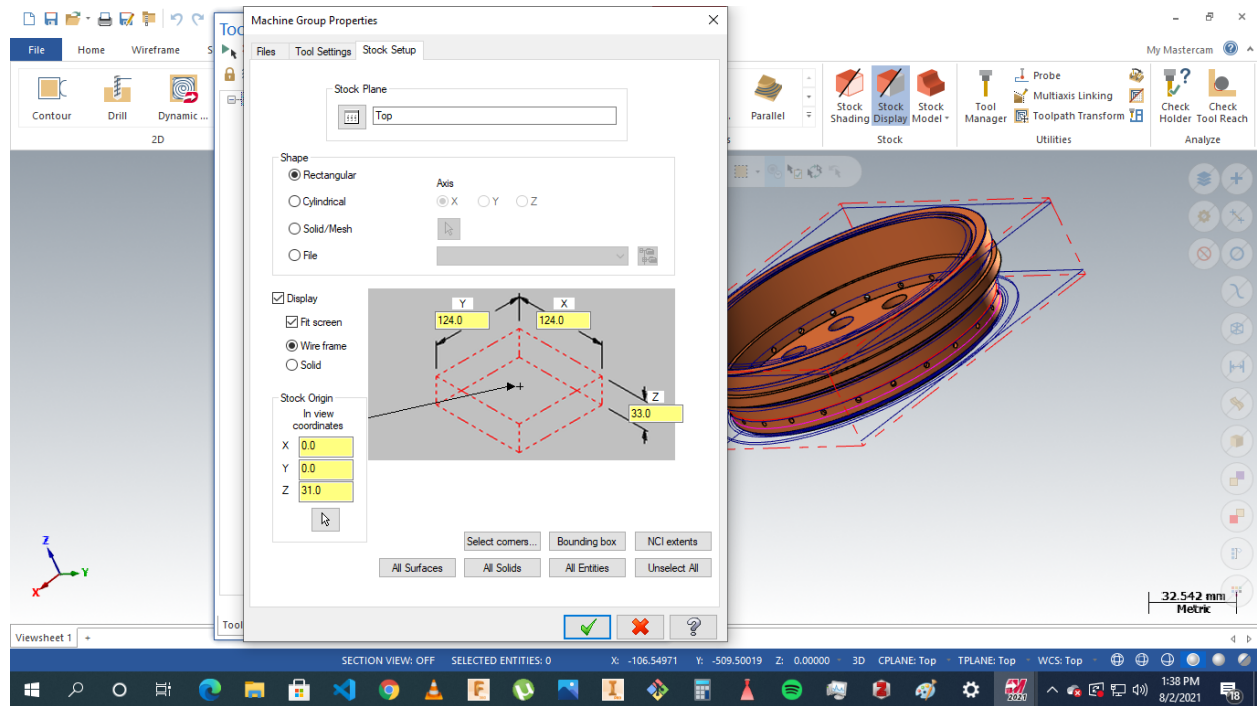 Too
Machine Group Properties
File
Home
Wireframe
S
My Mastercam
Files
Tool Settings
Stock Setup
Contour
Drill
Dynamic ...
2D
Parallel
Stock Shading
Stock Display
Stock Model
Stock
Tool Manager
Probe
Multiaxis Linking
Toolpath Transform
Utilities
Check Holder
Check Tool Reach
Analyze
Stock Plane
Top
Shape
Rectangular
Cylindrical
Solid/Mesh
File
Axis
X
Y
Z
Display
Fit screen
Wire frame
Solid
Y
124.0
X
124.0
Z
33.0
Stock Origin
In view
coordinates
X 0.0
Y 0.0
Z 31.0
Select corners...
Bounding box
NCI extents
All Surfaces
All Solids
All Entities
Unselect All
Z
Y
X
32.542 mm
Metric
Tool
Viewsheet 1 +
SECTION VIEW: OFF SELECTED ENTITIES: 0 X: -106.54971 Y: -509.50019 Z: 0.00000 3D CPLANE: Top TPLANE: Top WCS: Top
2021
1:38 PM
8/2/2021
18